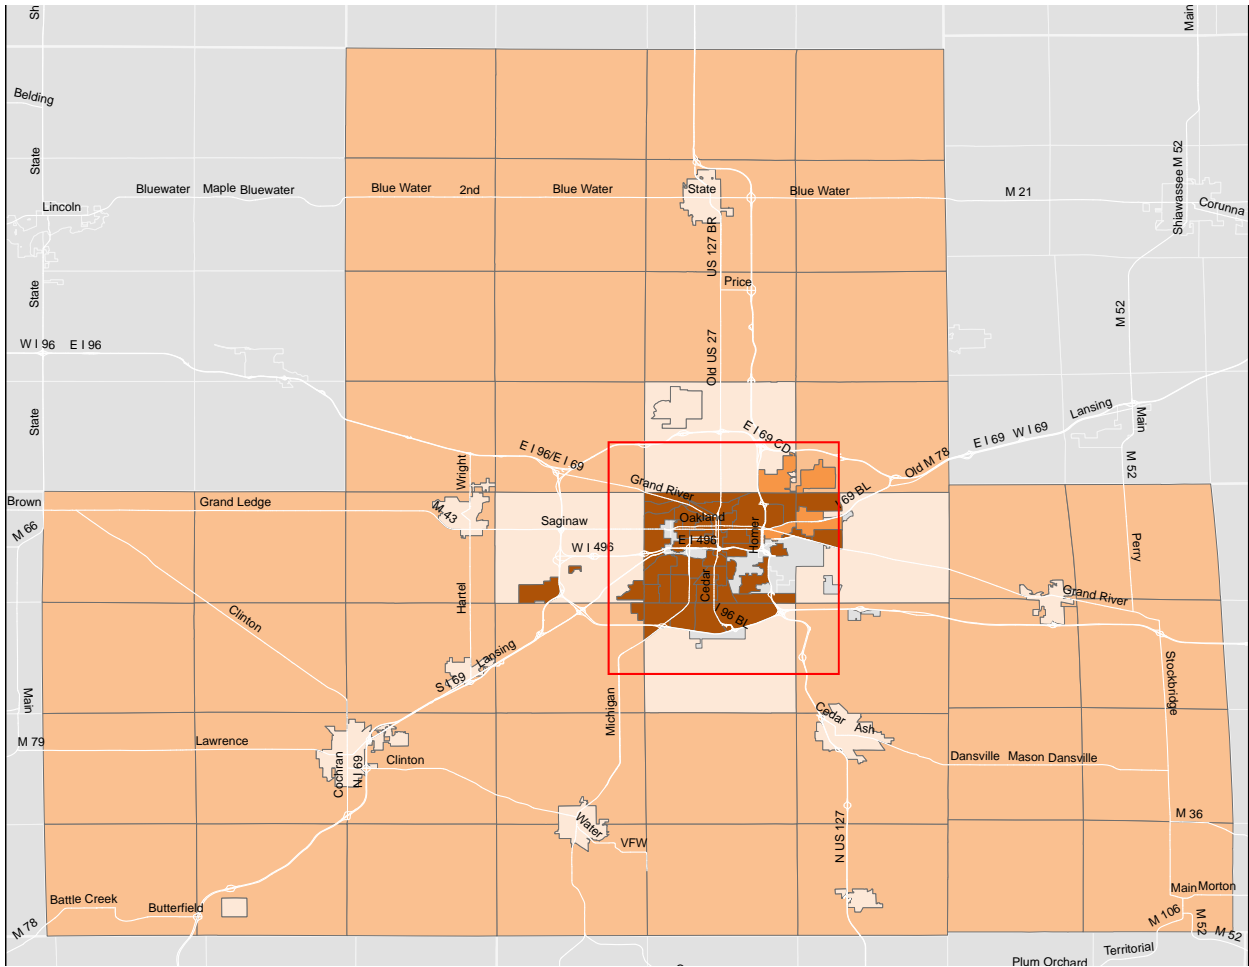 Sh
Main
Belding
State
Shiawassee M 52
Bluewater
Maple
Bluewater
Blue Water
2nd
Blue Water
State
Blue Water
M 21
Corunna
Lincoln
US 127 BR
State
Price
M 52
W I 96
E I 96
Old US 27
State
Lansing
Main
E I 69 CD
E I 69
W I 69
E I 96/E I 69
Old M 78
M 52
Wright
Grand River
I 69 BL
Brown
Grand Ledge
M 43
Saginaw
Oakland
Homer
M 66
E I 496
W I 496
Perry
Cedar
Hartel
Grand River
Clinton
I 96 BL
Lansing
S I 69
Stockbridge
Main
Michigan
Cedar
Ash
M 79
Lawrence
Cochran
N I 69
Clinton
Dansville
Mason
Dansville
Water
VFW
N US 127
M 36
Battle Creek
Butterfield
Main
Morton
M 106
M 52
M 52
M 78
Territorial
Plum Orchard